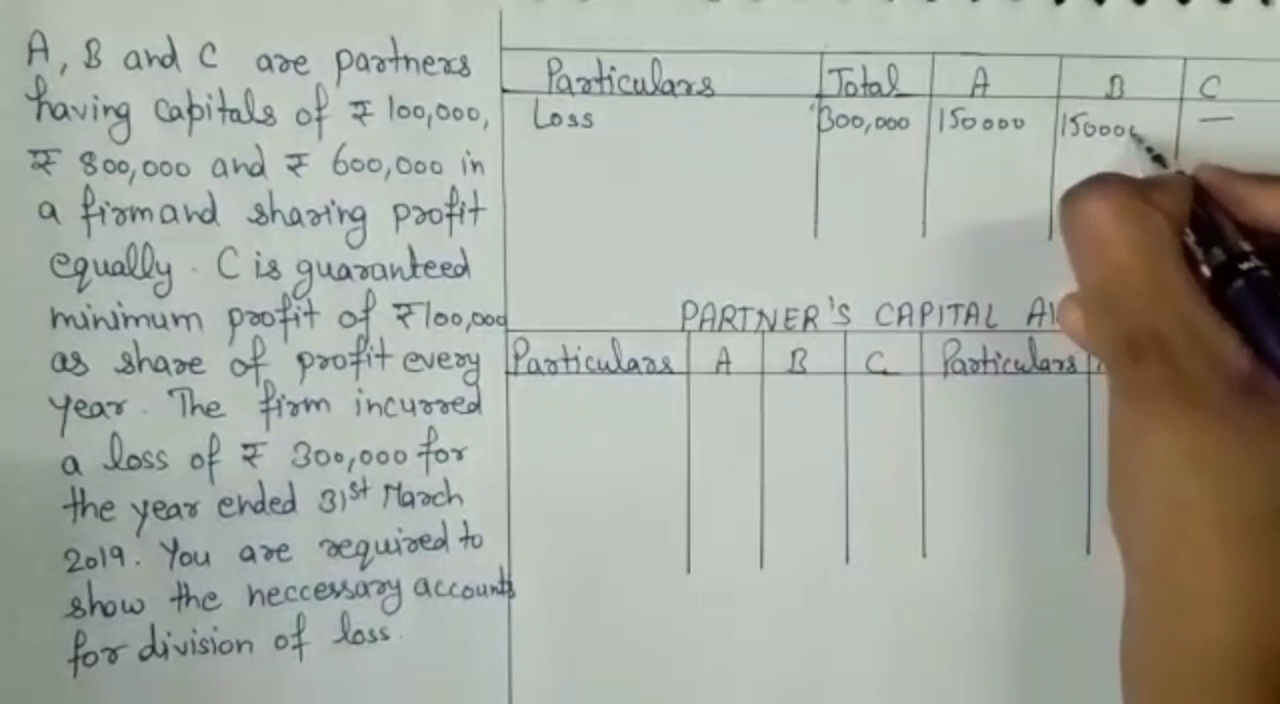 A, B and C are partners
having capitals of ₹ 100,000,
₹ 800,000 and ₹ 600,000 in
a firm and sharing profit
equally. C is guaranteed
minimum profit of ₹100,000
as share of profit every
year. The firm incurred
a loss of ₹ 300,000 for
the year ended 31st March
2019. You are required to
show the neccessary accounts
for division of loss.
Particulars Total A B C
Loss 300,000 150000 150000 —
PARTNER'S CAPITAL
Particulars A B C Particulars